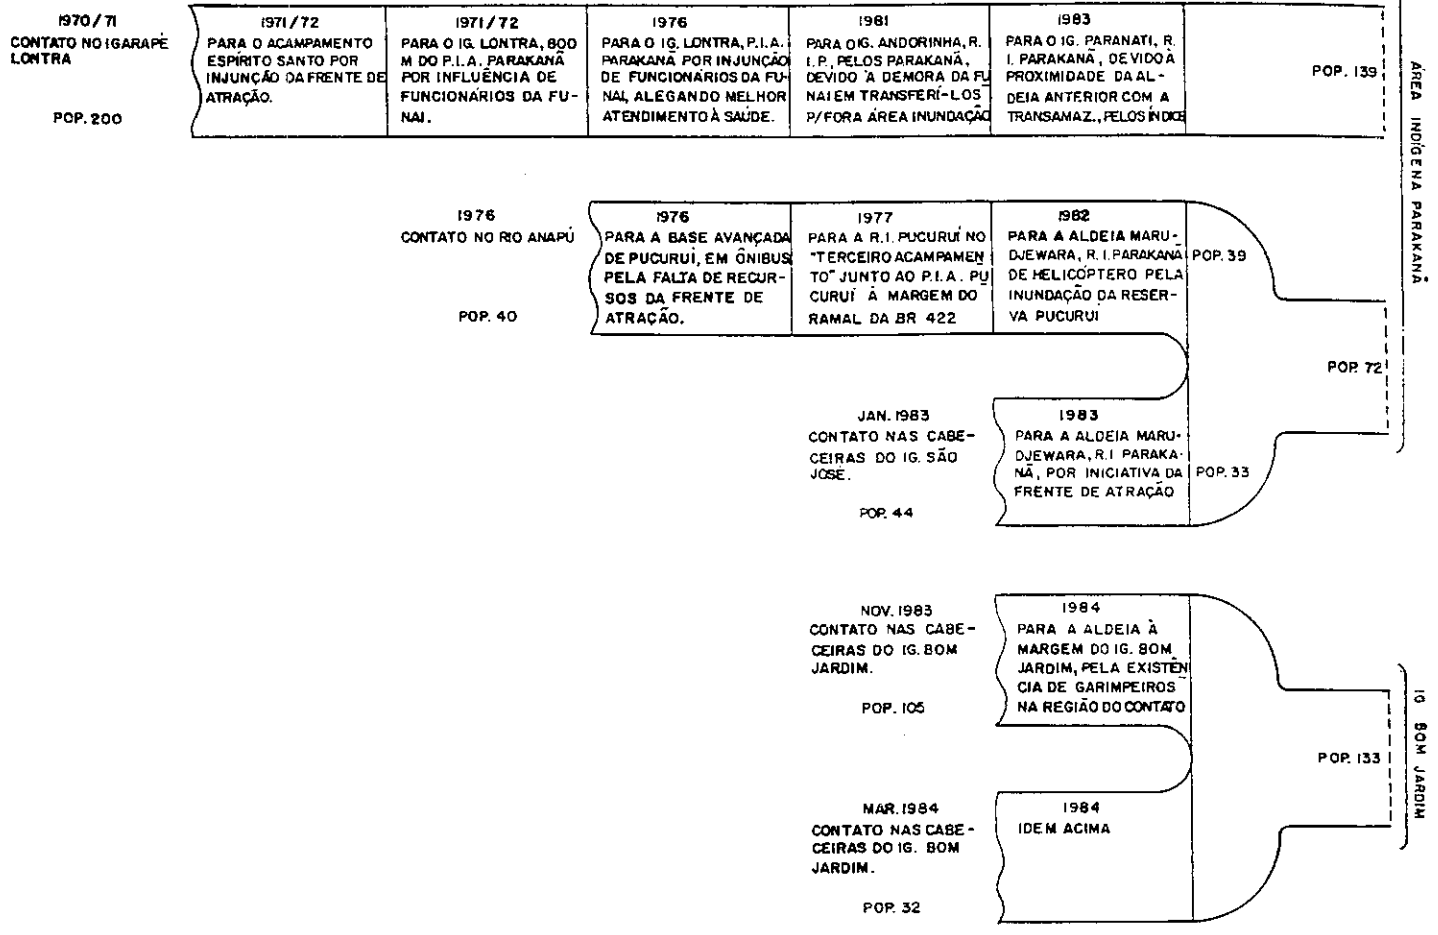 1970/71
CONTATO NO IGARAPÉ
LONTRA
POP. 200
1971/72
PARA O ACAMPAMENTO
ESPÍRITO SANTO POR
INJUNÇÃO DA FRENTE DE
ATRAÇÃO.
1971/72
PARA O IG. LONTRA, 800
M DO P.I.A. PARAKANÃ
POR INFLUÊNCIA DE
FUNCIONÁRIOS DA FU-
NAI.
1976
PARA O IG. LONTRA, P.I.A.
PARAKANÃ POR INJUNÇÃO
DE FUNCIONÁRIOS DA FU-
NAI, ALEGANDO MELHOR
ATENDIMENTO À SAÚDE.
1981
PARA O IG. ANDORINHA, R.
I.P., PELOS PARAKANÃ,
DEVIDO À DEMORA DA FU
NAI EM TRANSFERÍ-LOS
P/FORA ÁREA INUNDAÇÃO
1983
PARA O IG. PARANATI, R.
I. PARAKANÃ, DEVIDO À
PROXIMIDADE DA AL-
DEIA ANTERIOR COM A
TRANSAMAZ., PELOS ÍNDIOS
POP. 139
ÁREA INDÍGENA PARAKANÃ
1976
CONTATO NO RIO ANAPÚ
POP. 40
1976
PARA A BASE AVANÇADA
DE PUCURUÍ, EM ÔNIBUS
PELA FALTA DE RECUR-
SOS DA FRENTE DE
ATRAÇÃO.
1977
PARA A R.I. PUCURUÍ NO
"TERCEIRO ACAMPAMEN
TO" JUNTO AO P.I.A. PU
CURUÍ À MARGEM DO
RAMAL DA BR 422
1982
PARA A ALDEIA MARU-
DJEWARA, R.I. PARAKANÃ
DE HELICÓPTERO PELA
INUNDAÇÃO DA RESER-
VA PUCURUÍ
POP. 39
POP. 72
JAN. 1983
CONTATO NAS CABE-
CEIRAS DO IG. SÃO
JOSÉ.
POP. 44
1983
PARA A ALDEIA MARU-
DJEWARA, R.I. PARAKA-
NÃ, POR INICIATIVA DA
FRENTE DE ATRAÇÃO
POP. 33
NOV. 1983
CONTATO NAS CABE-
CEIRAS DO IG. BOM
JARDIM.
POP. 105
1984
PARA A ALDEIA À
MARGEM DO IG. BOM
JARDIM, PELA EXISTÊN
CIA DE GARIMPEIROS
NA REGIÃO DO CONTATO
POP. 133
IG BOM JARDIM
MAR. 1984
CONTATO NAS CABE-
CEIRAS DO IG. BOM
JARDIM.
POP. 32
1984
IDEM ACIMA